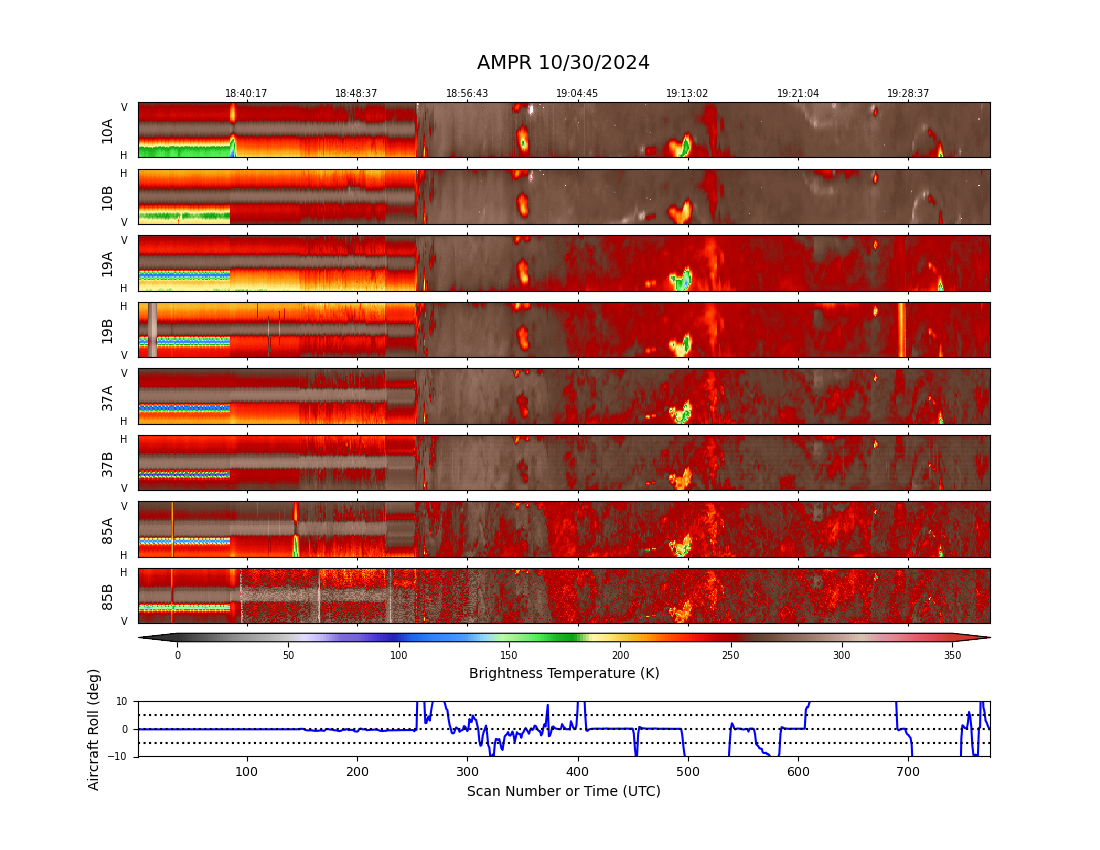 AMPR 10/30/2024
18:40:17 18:48:37 18:56:43 19:04:45 19:13:02 19:21:04 19:28:37
V
10A
H
H
10B
V
V
19A
H
H
19B
V
V
37A
H
H
37B
V
V
85A
H
H
85B
V
0 50 100 150 200 250 300 350
Brightness Temperature (K)
Aircraft Roll (deg)
10
0
−10
100 200 300 400 500 600 700
Scan Number or Time (UTC)